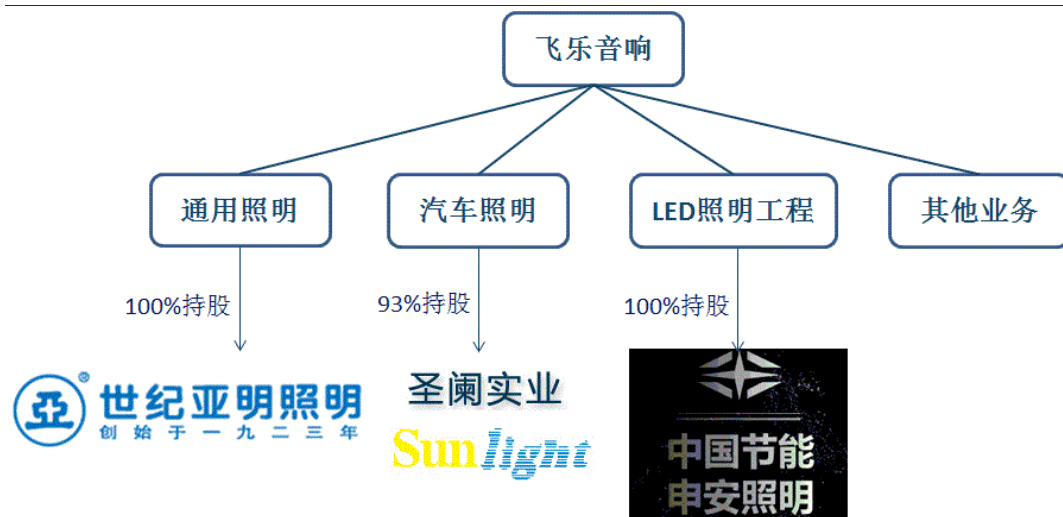 飞乐音响
通用照明
汽车照明
LED照明工程
其他业务
100%持股
93%持股
100%持股
亞®
世纪亚明照明
创始于一九二三年
圣阑实业
Sunlight
中国节能
申安照明